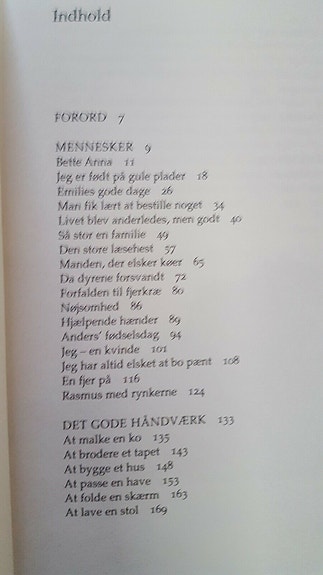 Indhold
FORORD 7
MENNESKER 9
Bette Anna 11
Jeg er født på gule plader 18
Emilies gode dage 26
Man fik lært at bestille noget 34
Livet blev anderledes, men godt 40
Så stor en familie 49
Den store læsehest 57
Manden, der elsker køer 65
Da dyrene forsvandt 72
Forfalden til fjerkræ 80
Nøjsomhed 86
Hjælpende hænder 89
Anders' fødselsdag 94
Jeg – en kvinde 101
Jeg har altid elsket at bo pænt 108
En fjer på 116
Rasmus med rynkerne 124
DET GODE HÅNDVÆRK 133
At malke en ko 135
At brodere et tapet 143
At bygge et hus 148
At passe en have 153
At folde en skærm 163
At lave en stol 169